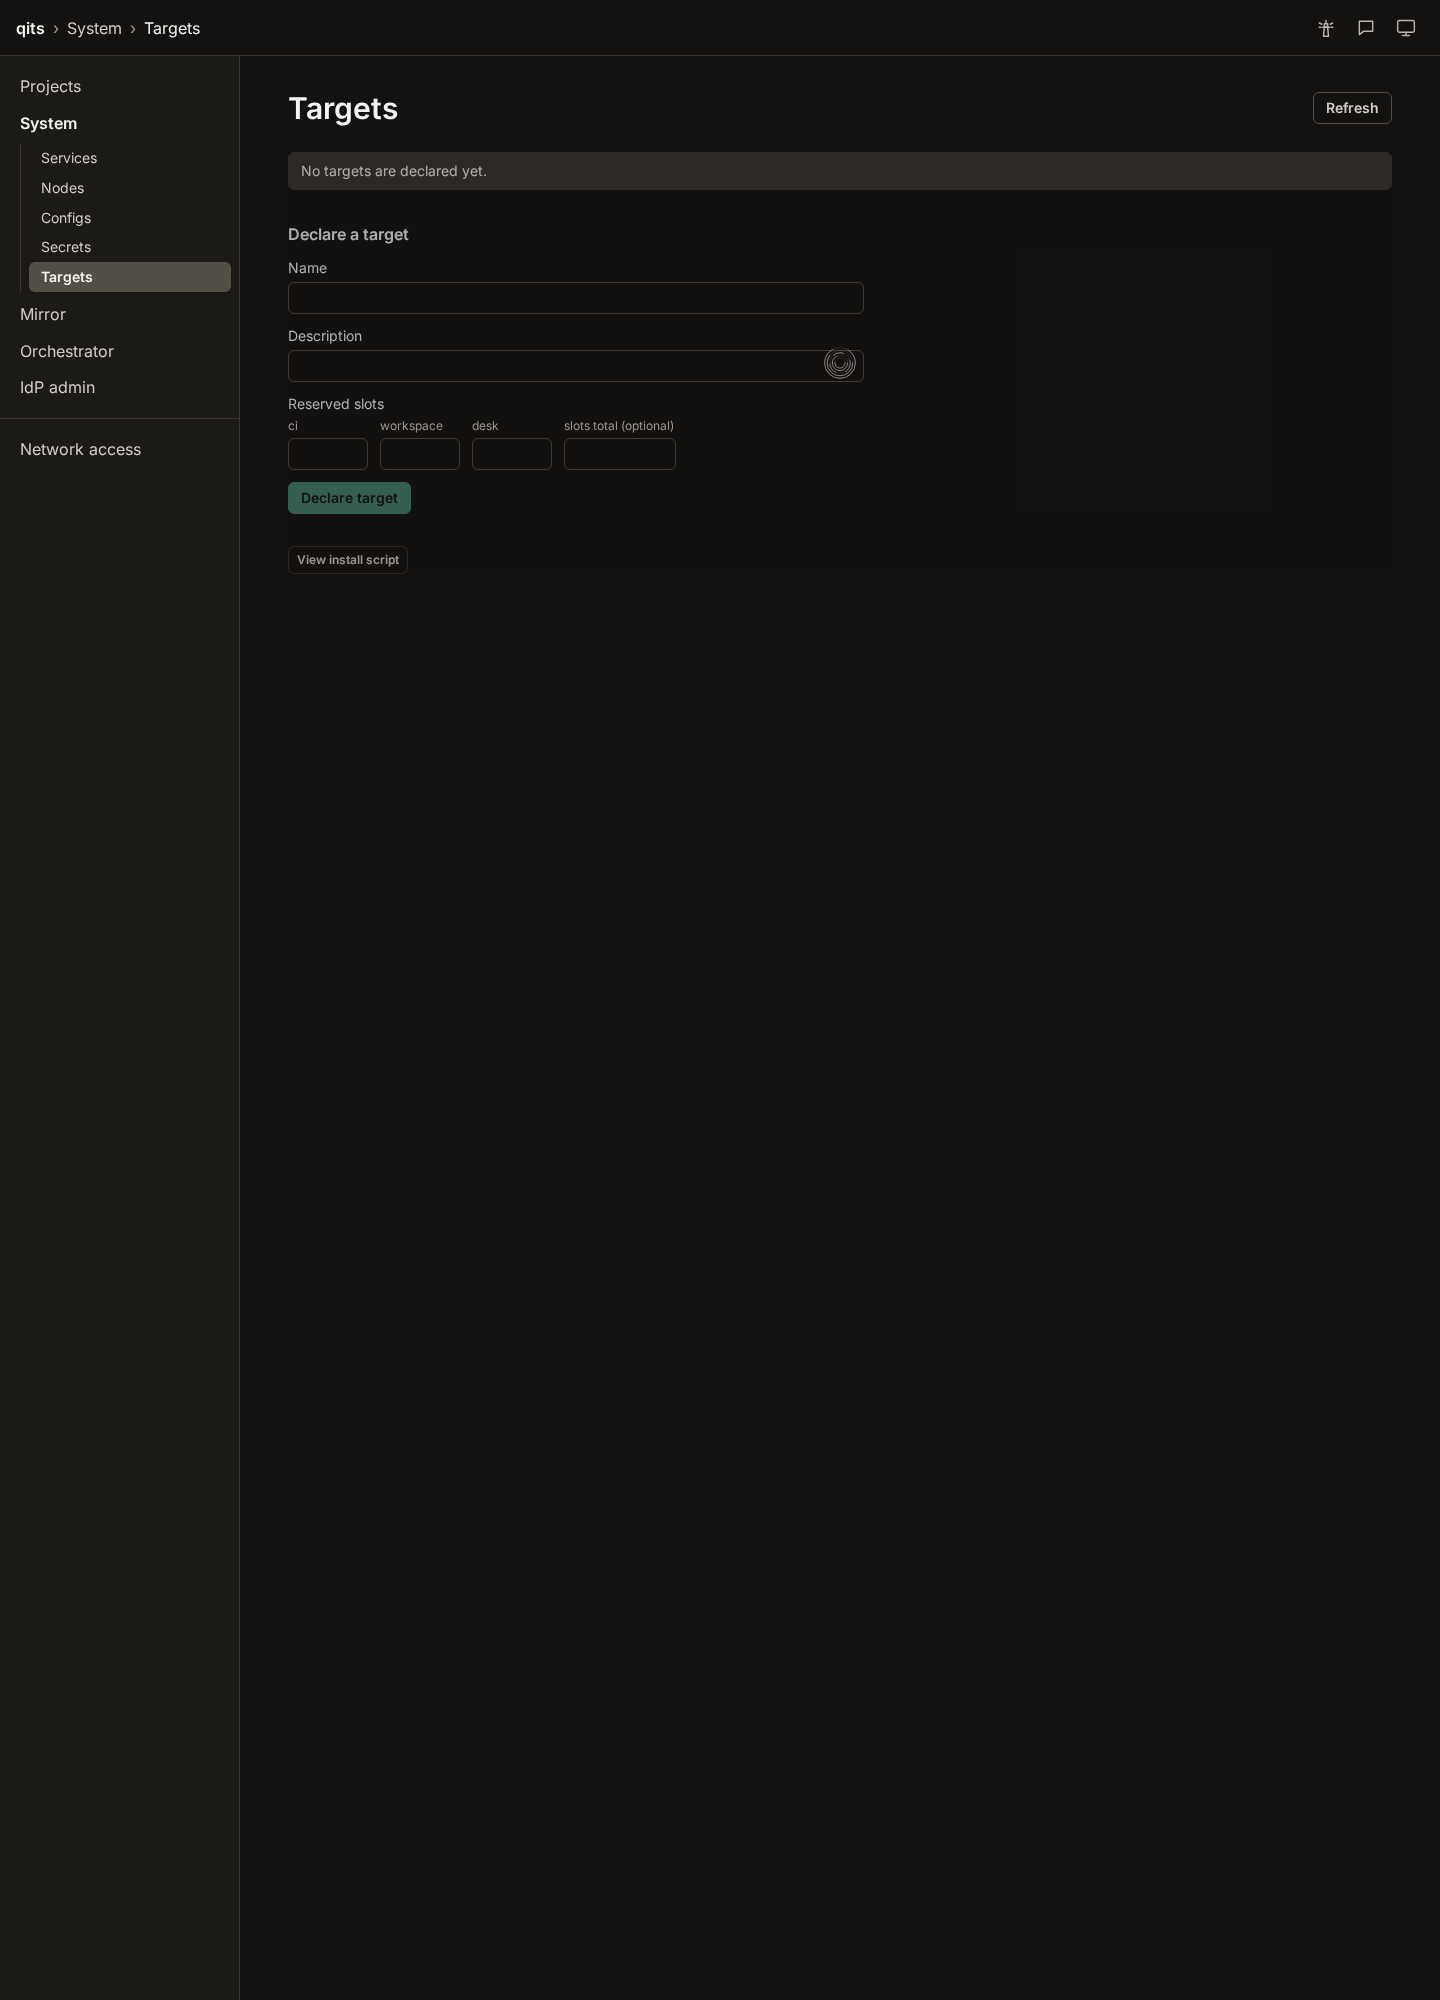 qits › System › Targets
Projects
System
Services
Nodes
Configs
Secrets
Targets
Mirror
Orchestrator
IdP admin
Network access
Targets
Refresh
No targets are declared yet.
Declare a target
Name
Description
Reserved slots
ci workspace desk slots total (optional)
Declare target
View install script